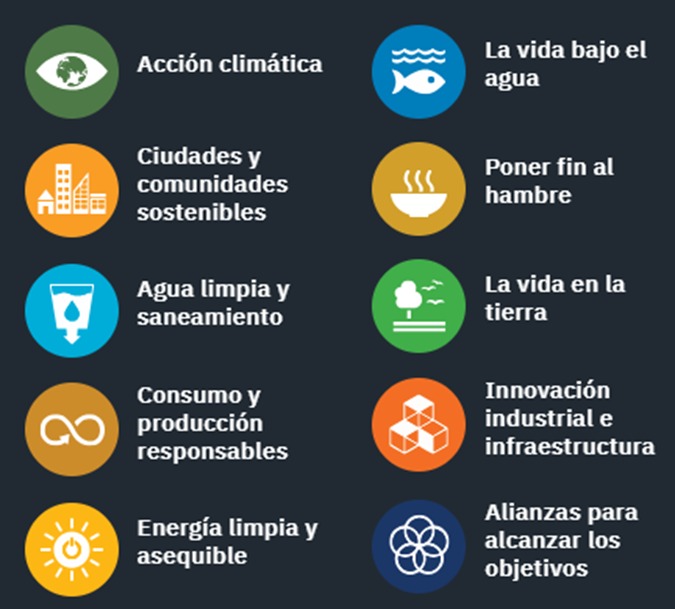 Acción climática
Ciudades y
comunidades
sostenibles
Agua limpia y
saneamiento
Consumo y
producción
responsables
Energía limpia y
asequible
La vida bajo el
agua
Poner fin al
hambre
La vida en la
tierra
Innovación
industrial e
infraestructura
Alianzas para
alcanzar los
objetivos